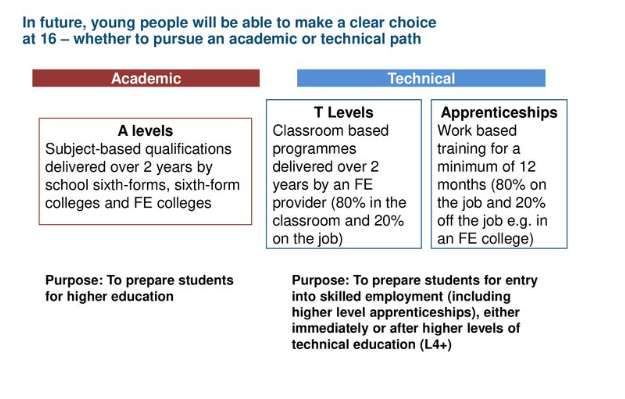 In future, young people will be able to make a clear choice
at 16 – whether to pursue an academic or technical path
Academic
Technical
A levels
Subject-based qualifications
delivered over 2 years by
school sixth-forms, sixth-form
colleges and FE colleges
T Levels
Classroom based
programmes
delivered over 2
years by an FE
provider (80% in the
classroom and 20%
on the job)
Apprenticeships
Work based
training for a
minimum of 12
months (80% on
the job and 20%
off the job e.g. in
an FE college)
Purpose: To prepare students
for higher education
Purpose: To prepare students for entry
into skilled employment (including
higher level apprenticeships), either
immediately or after higher levels of
technical education (L4+)